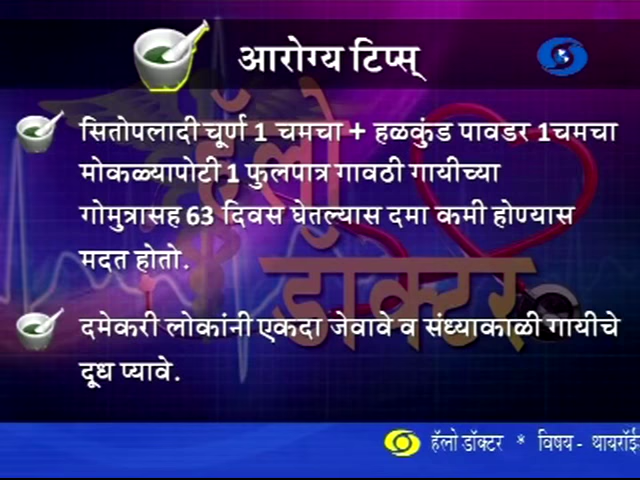 आरोग्य टिप्स्
सितोपलादी चूर्ण 1 चमचा + हळकुंड पावडर 1चमचा
मोकळ्यापोटी 1 फुलपात्र गावठी गायीच्या
गोमुत्रासह 63 दिवस घेतल्यास दमा कमी होण्यास
मदत होतो.
दमेकरी लोकांनी एकदा जेवावे व संध्याकाळी गायीचे
दूध प्यावे.
हॅलो
डॉक्टर
हॅलो डॉक्टर * विषय - थायरॉई